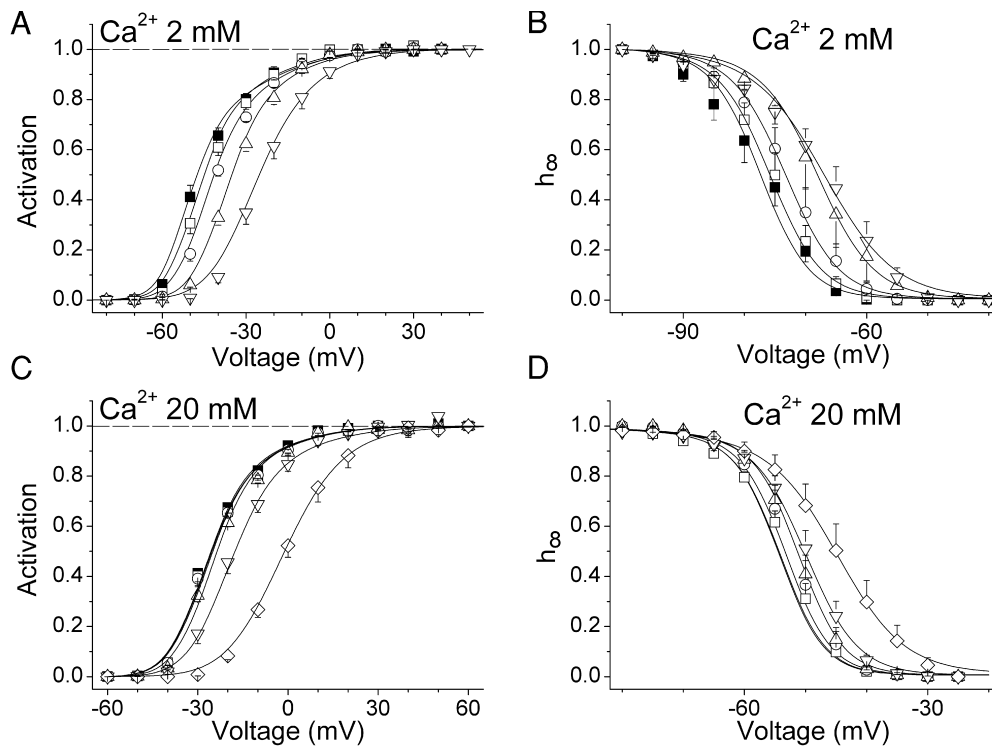 A
Ca²⁺ 2 mM
1.0
0.8
0.6
0.4
0.2
0.0
Activation
-60 -30 0 30
Voltage (mV)
B
Ca²⁺ 2 mM
1.0
0.8
0.6
0.4
0.2
0.0
h∞
-90 -60
Voltage (mV)
C
Ca²⁺ 20 mM
1.0
0.8
0.6
0.4
0.2
0.0
Activation
-60 -30 0 30 60
Voltage (mV)
D
Ca²⁺ 20 mM
1.0
0.8
0.6
0.4
0.2
0.0
h∞
-60 -30
Voltage (mV)